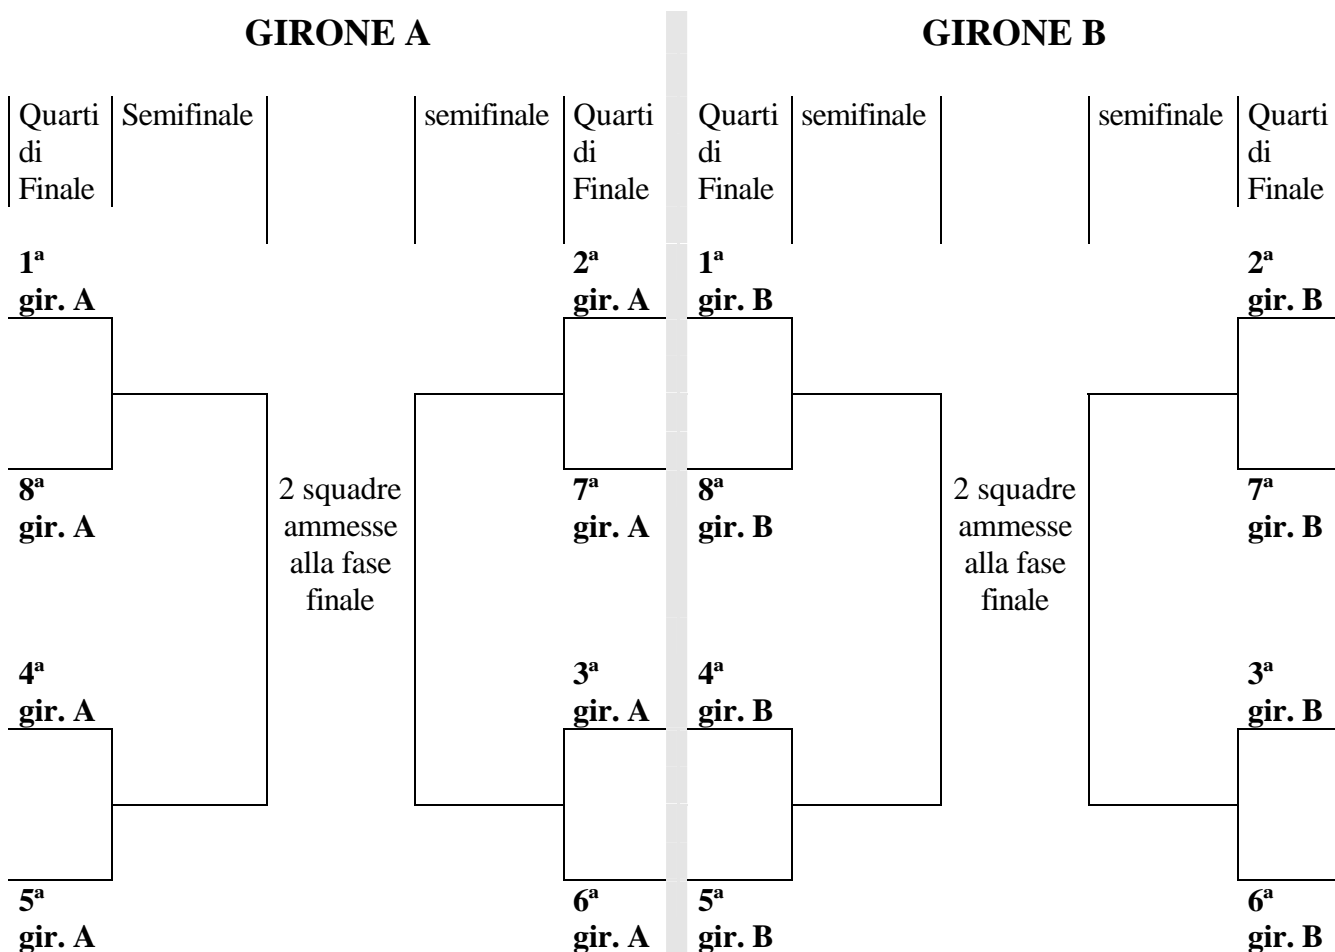 GIRONE A
GIRONE B
Quarti
di
Finale
Semifinale
semifinale
Quarti
di
Finale
Quarti
di
Finale
semifinale
semifinale
Quarti
di
Finale
1ª
gir. A
2ª
gir. A
1ª
gir. B
2ª
gir. B
8ª
gir. A
2 squadre
ammesse
alla fase
finale
7ª
gir. A
8ª
gir. B
2 squadre
ammesse
alla fase
finale
7ª
gir. B
4ª
gir. A
3ª
gir. A
4ª
gir. B
3ª
gir. B
5ª
gir. A
6ª
gir. A
5ª
gir. B
6ª
gir. B